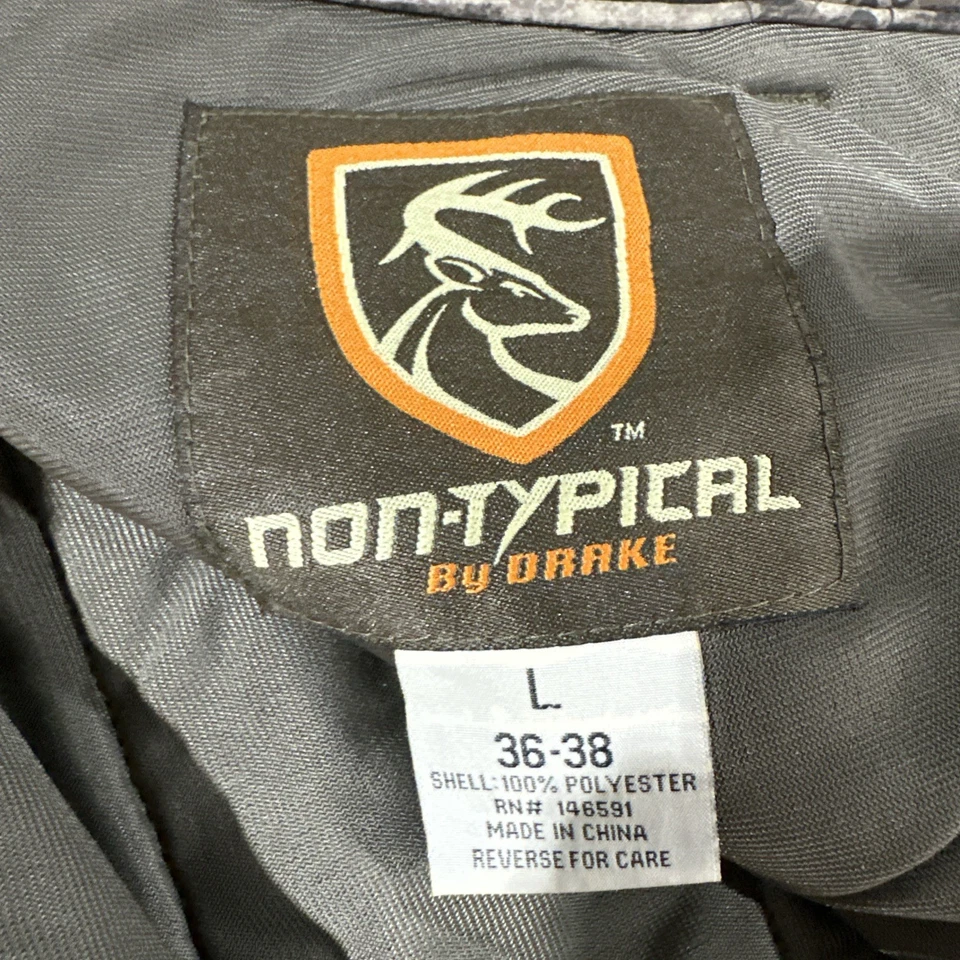 TM
NON-TYPICAL
By DRAKE
L
36-38
SHELL:100% POLYESTER
RN# 146591
MADE IN CHINA
REVERSE FOR CARE